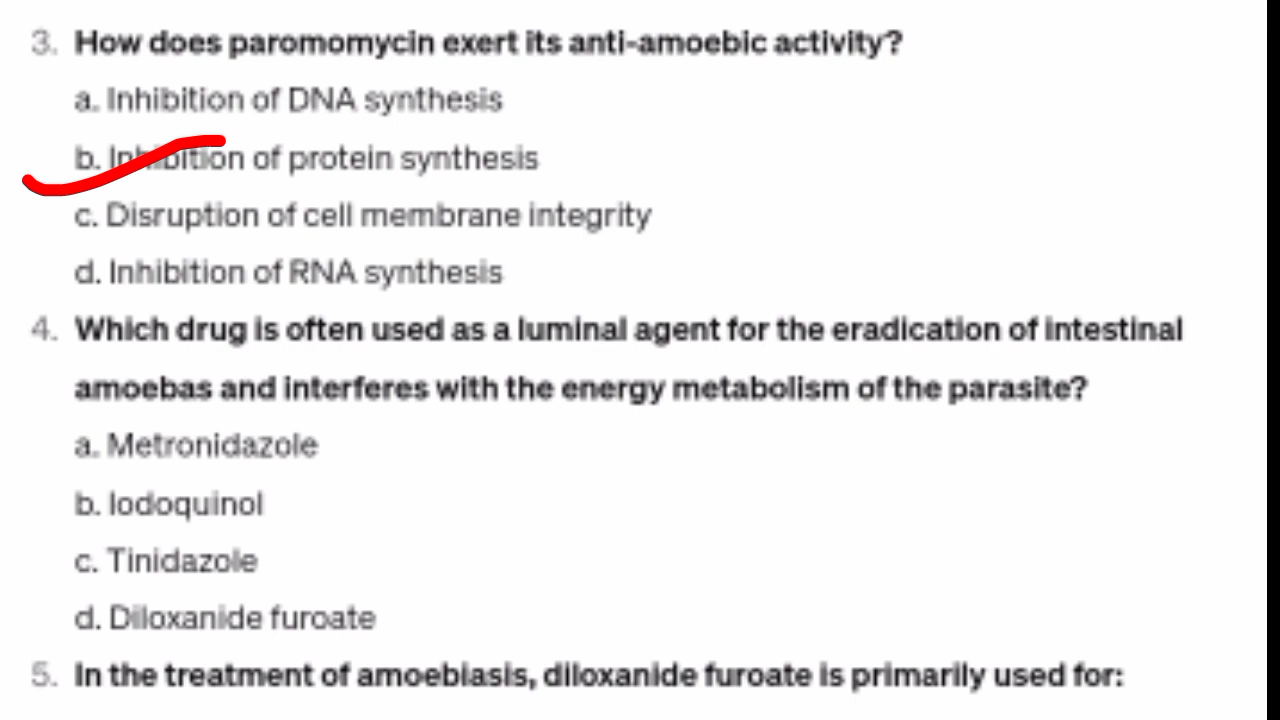 3. How does paromomycin exert its anti-amoebic activity?
a. Inhibition of DNA synthesis
b. Inhibition of protein synthesis
c. Disruption of cell membrane integrity
d. Inhibition of RNA synthesis
4. Which drug is often used as a luminal agent for the eradication of intestinal
amoebas and interferes with the energy metabolism of the parasite?
a. Metronidazole
b. Iodoquinol
c. Tinidazole
d. Diloxanide furoate
5. In the treatment of amoebiasis, diloxanide furoate is primarily used for: